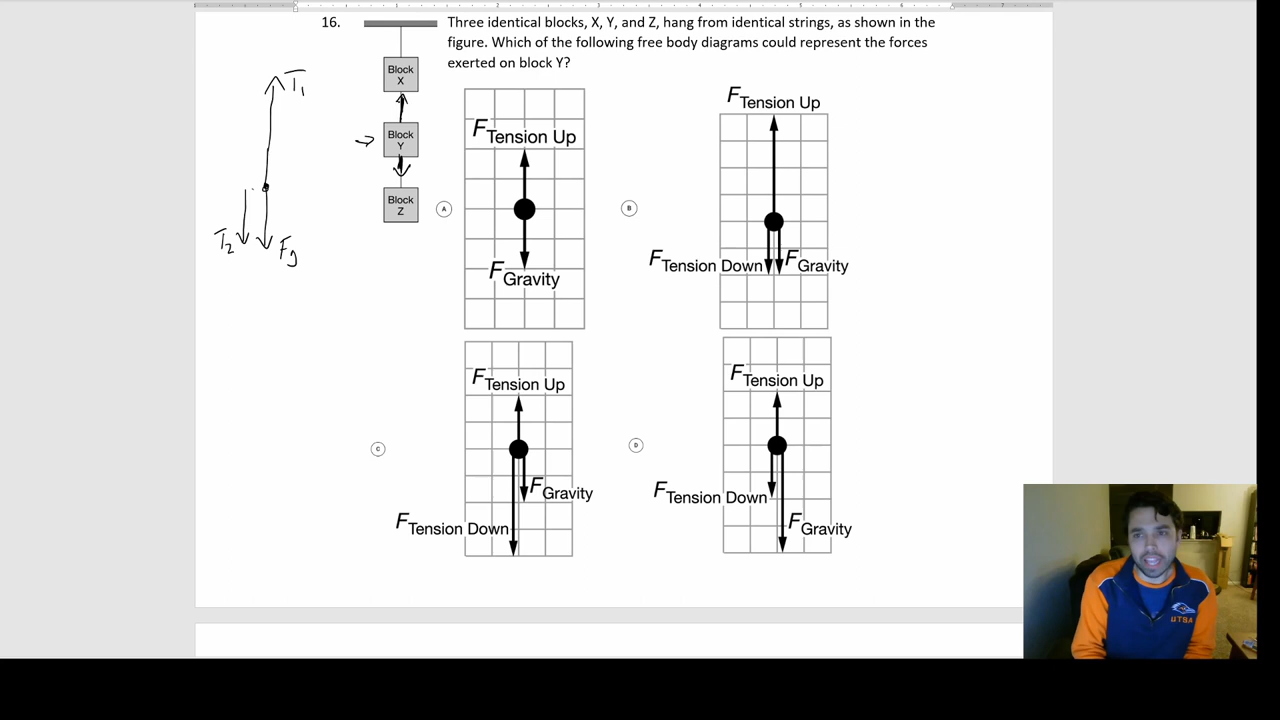 16.
Three identical blocks, X, Y, and Z, hang from identical strings, as shown in the
figure. Which of the following free body diagrams could represent the forces
exerted on block Y?
Block
X
Block
Y
Block
Z
T1
T2
Fg
A
FTension Up
FGravity
B
FTension Up
FTension Down
FGravity
C
FTension Up
FGravity
FTension Down
D
FTension Up
FTension Down
FGravity
UTSA